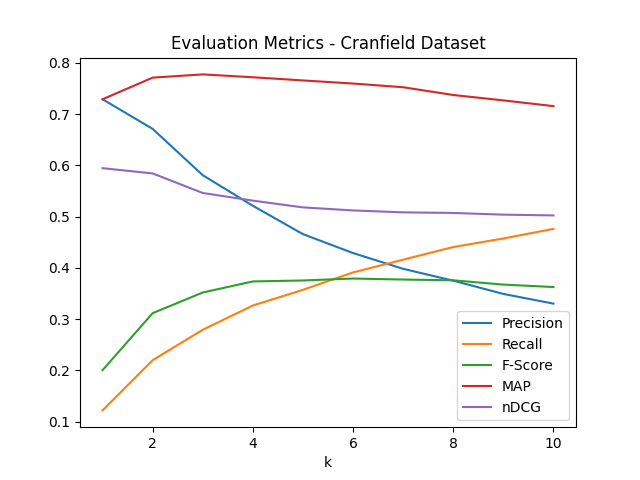 Evaluation Metrics - Cranfield Dataset
0.8
0.7
0.6
0.5
0.4
0.3
0.2
0.1
Precision
Recall
F-Score
MAP
nDCG
2 4 6 8 10
k